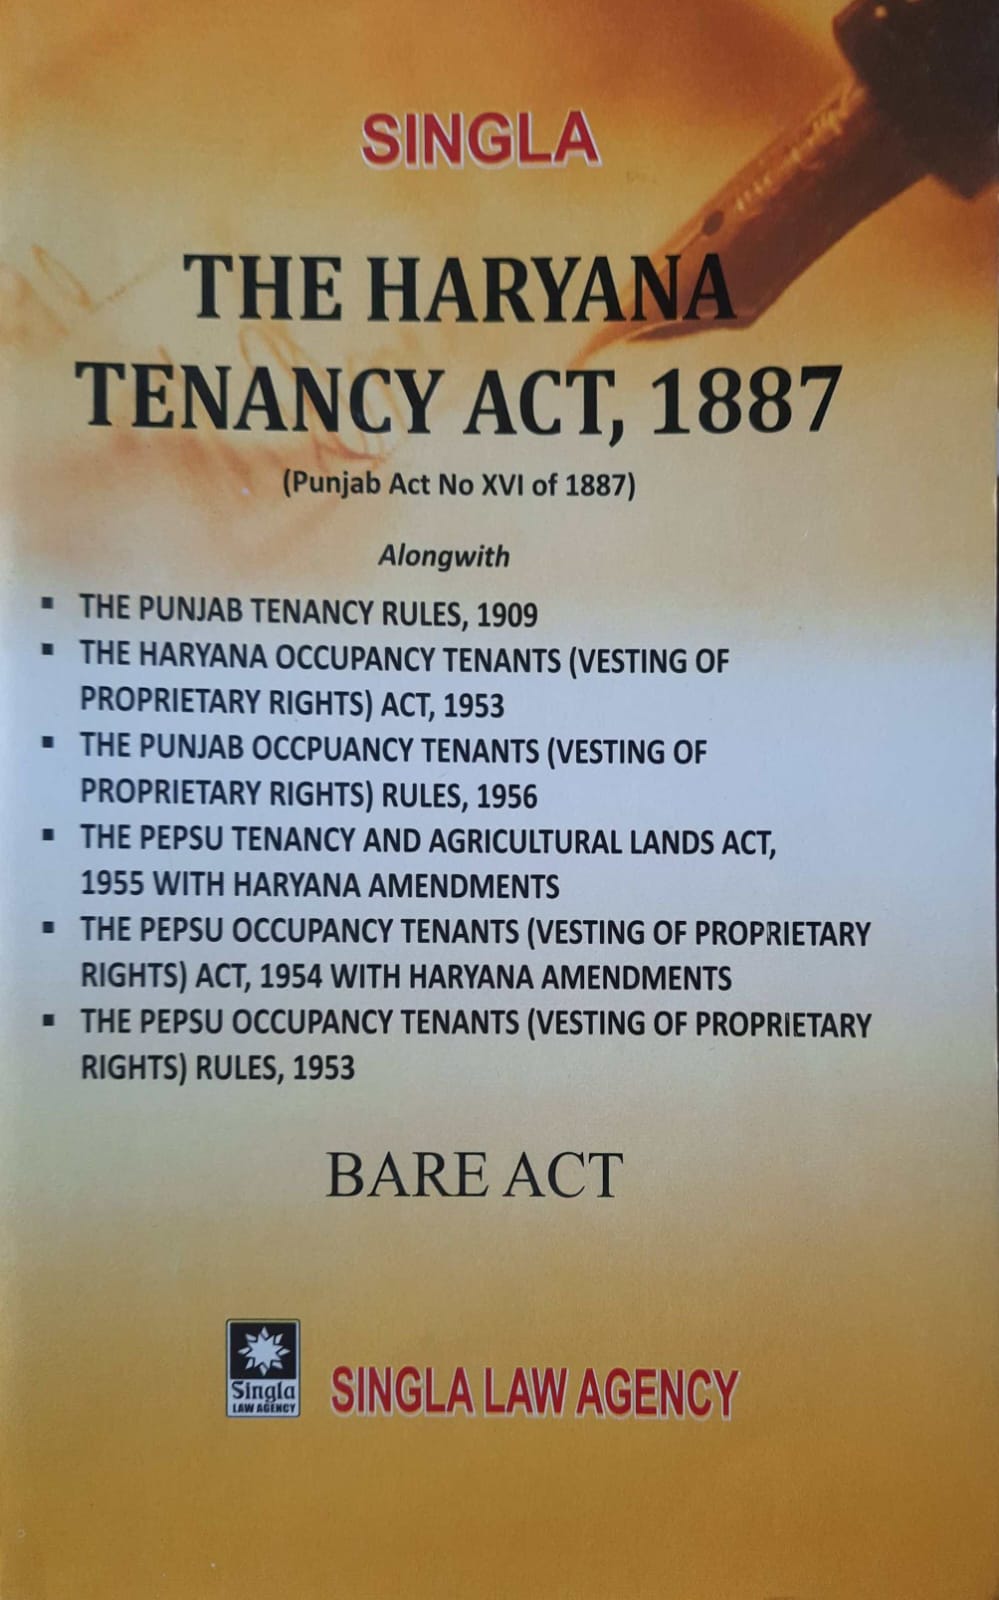 SINGLA
THE HARYANA
TENANCY ACT, 1887
(Punjab Act No XVI of 1887)
Alongwith
▪ THE PUNJAB TENANCY RULES, 1909
▪ THE HARYANA OCCUPANCY TENANTS (VESTING OF
PROPRIETARY RIGHTS) ACT, 1953
▪ THE PUNJAB OCCPUANCY TENANTS (VESTING OF
PROPRIETARY RIGHTS) RULES, 1956
▪ THE PEPSU TENANCY AND AGRICULTURAL LANDS ACT,
1955 WITH HARYANA AMENDMENTS
▪ THE PEPSU OCCUPANCY TENANTS (VESTING OF PROPRIETARY
RIGHTS) ACT, 1954 WITH HARYANA AMENDMENTS
▪ THE PEPSU OCCUPANCY TENANTS (VESTING OF PROPRIETARY
RIGHTS) RULES, 1953
BARE ACT
Singla
LAW AGENCY
SINGLA LAW AGENCY